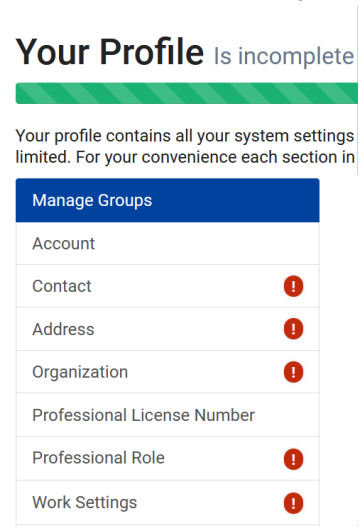 Your Profile Is incomplete
Your profile contains all your system settings
limited. For your convenience each section in
Manage Groups
Account
Contact !
Address !
Organization !
Professional License Number
Professional Role !
Work Settings !